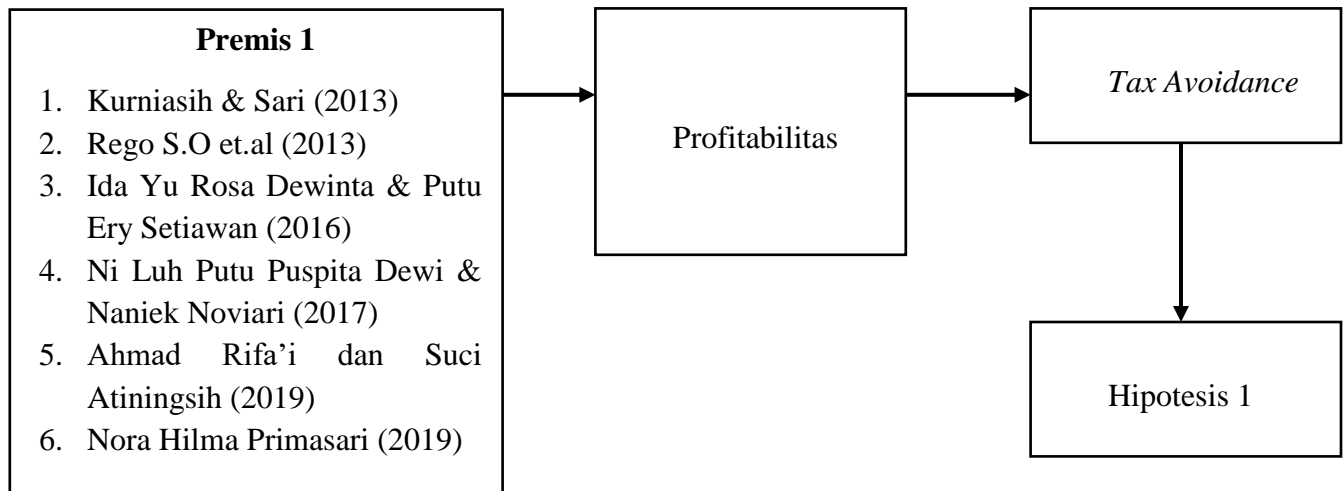 Premis 1
1. Kurniasih & Sari (2013)
2. Rego S.O et.al (2013)
3. Ida Yu Rosa Dewinta & Putu
Ery Setiawan (2016)
4. Ni Luh Putu Puspita Dewi &
Naniek Noviari (2017)
5. Ahmad Rifa’i dan Suci
Atiningsih (2019)
6. Nora Hilma Primasari (2019)
Profitabilitas
Tax Avoidance
Hipotesis 1